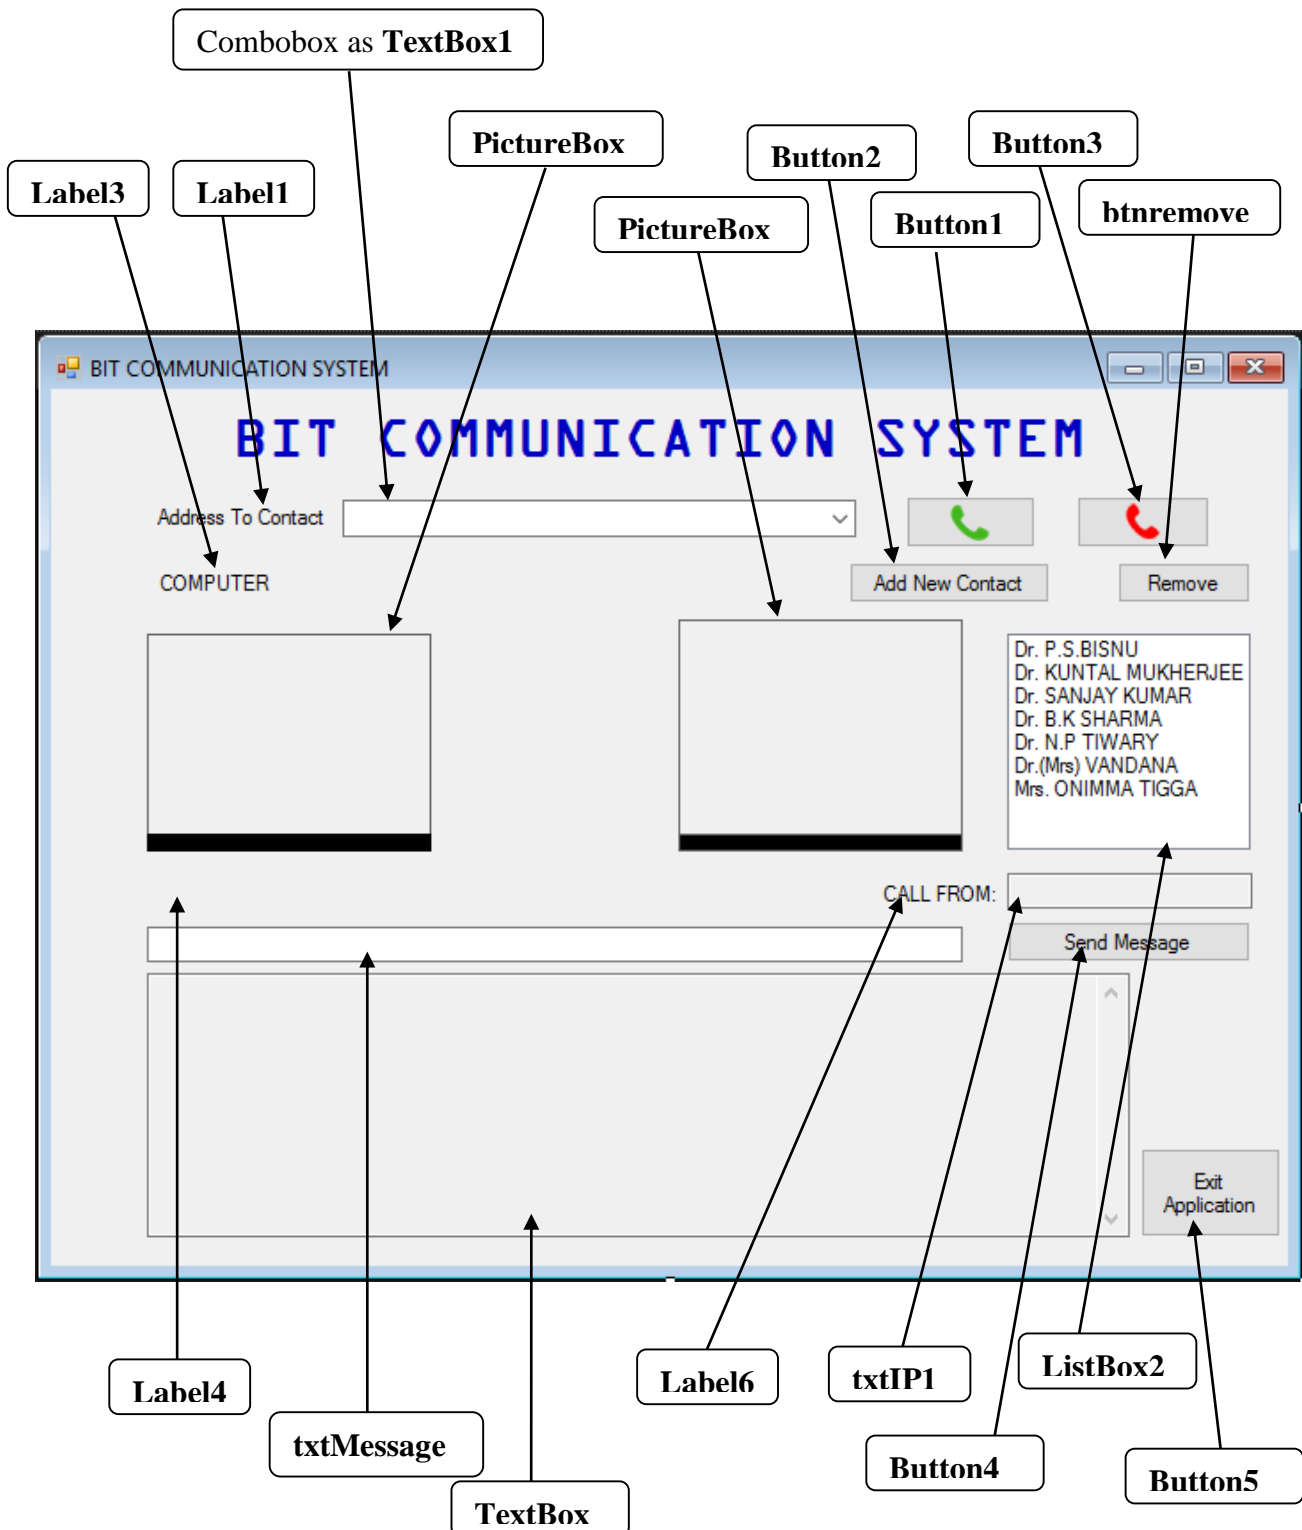 Combobox as TextBox1
PictureBox
Button2
Button3
Label3
Label1
PictureBox
Button1
btnremove
BIT COMMUNICATION SYSTEM
BIT COMMUNICATION SYSTEM
Address To Contact
COMPUTER
Add New Contact
Remove
Dr. P.S.BISNU
Dr. KUNTAL MUKHERJEE
Dr. SANJAY KUMAR
Dr. B.K SHARMA
Dr. N.P TIWARY
Dr.(Mrs) VANDANA
Mrs. ONIMMA TIGGA
CALL FROM:
Send Message
Exit
Application
Label4
Label6
txtIP1
ListBox2
txtMessage
Button4
Button5
TextBox